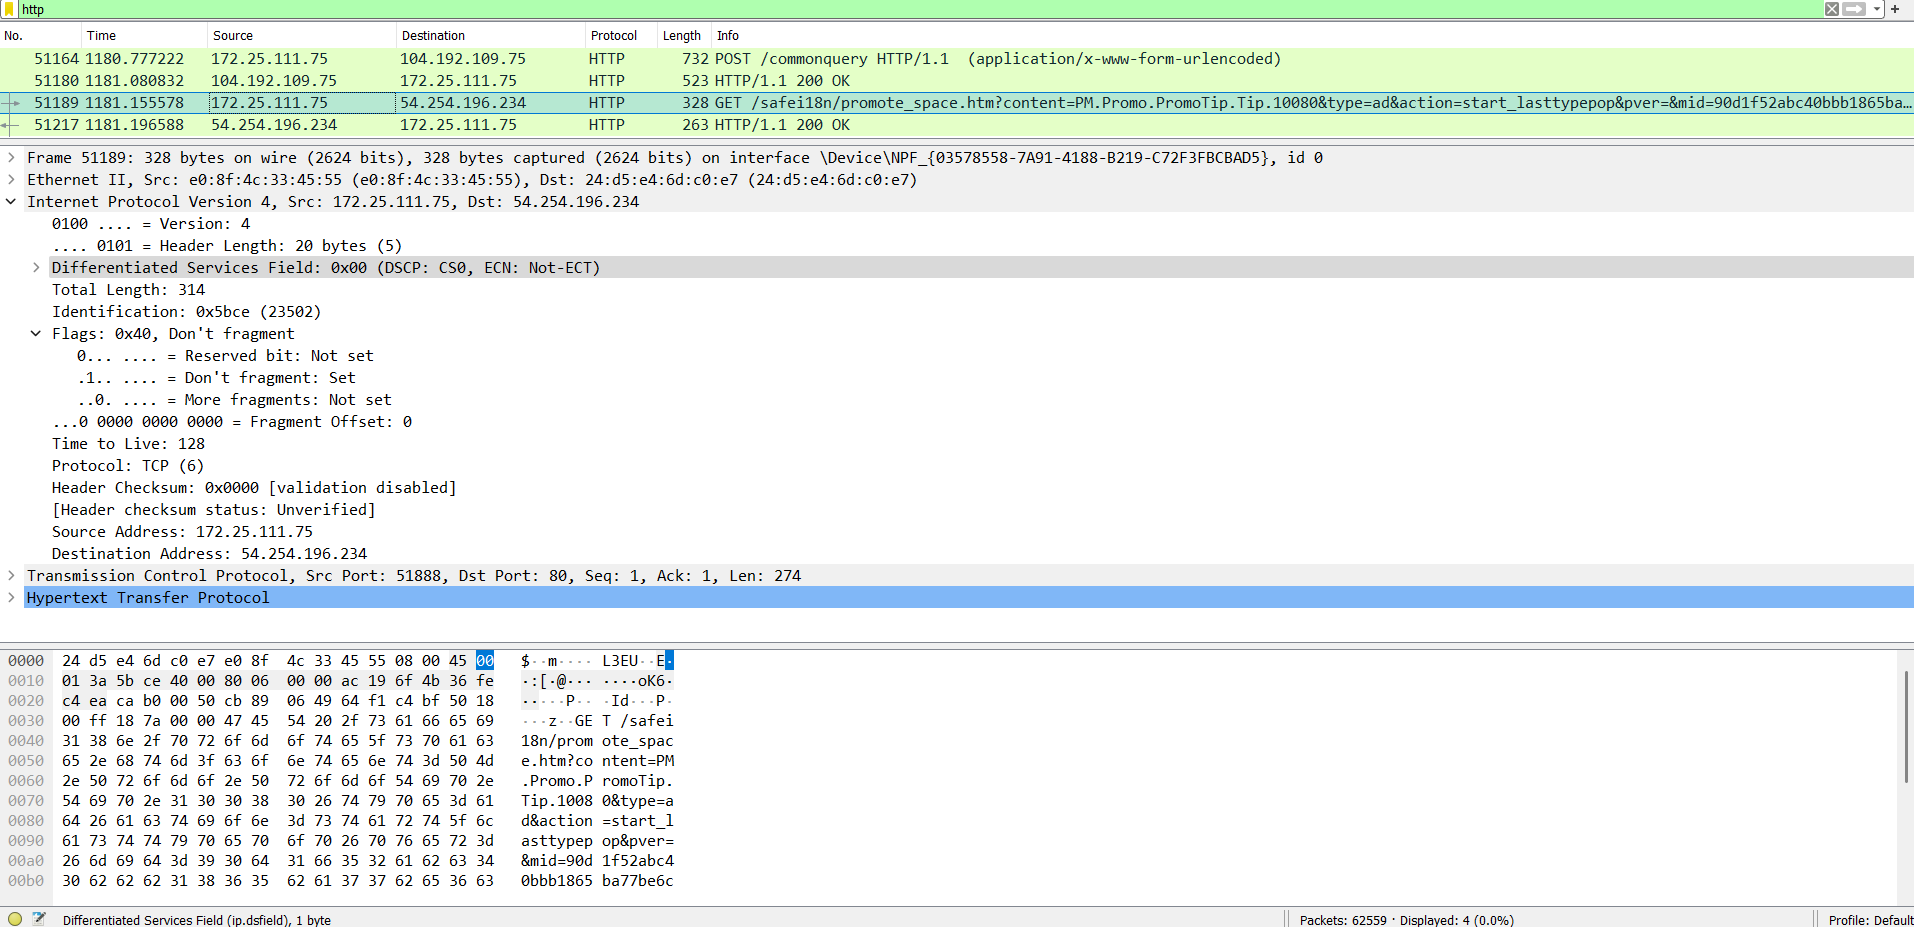 http
No. Time Source Destination Protocol Length Info
51164 1180.777222 172.25.111.75 104.192.109.75 HTTP 732 POST /commonquery HTTP/1.1  (application/x-www-form-urlencoded)
51180 1181.080832 104.192.109.75 172.25.111.75 HTTP 523 HTTP/1.1 200 OK
51189 1181.155578 172.25.111.75 54.254.196.234 HTTP 328 GET /safei18n/promote_space.htm?content=PM.Promo.PromoTip.Tip.10080&type=ad&action=start_lasttypepop&pver=&mid=90d1f52abc40bbb1865ba…
51217 1181.196588 54.254.196.234 172.25.111.75 HTTP 263 HTTP/1.1 200 OK
Frame 51189: 328 bytes on wire (2624 bits), 328 bytes captured (2624 bits) on interface \Device\NPF_{03578558-7A91-4188-B219-C72F3FBCBAD5}, id 0
Ethernet II, Src: e0:8f:4c:33:45:55 (e0:8f:4c:33:45:55), Dst: 24:d5:e4:6d:c0:e7 (24:d5:e4:6d:c0:e7)
Internet Protocol Version 4, Src: 172.25.111.75, Dst: 54.254.196.234
0100 .... = Version: 4
.... 0101 = Header Length: 20 bytes (5)
Differentiated Services Field: 0x00 (DSCP: CS0, ECN: Not-ECT)
Total Length: 314
Identification: 0x5bce (23502)
Flags: 0x40, Don't fragment
0... .... = Reserved bit: Not set
.1.. .... = Don't fragment: Set
..0. .... = More fragments: Not set
...0 0000 0000 0000 = Fragment Offset: 0
Time to Live: 128
Protocol: TCP (6)
Header Checksum: 0x0000 [validation disabled]
[Header checksum status: Unverified]
Source Address: 172.25.111.75
Destination Address: 54.254.196.234
Transmission Control Protocol, Src Port: 51888, Dst Port: 80, Seq: 1, Ack: 1, Len: 274
Hypertext Transfer Protocol
0000 24 d5 e4 6d c0 e7 e0 8f 4c 33 45 55 08 00 45 00 $··m···· L3EU··E·
0010 01 3a 5b ce 40 00 80 06 00 00 ac 19 6f 4b 36 fe ·:[·@··· ····oK6·
0020 c4 ea ca b0 00 50 cb 89 06 49 64 f1 c4 bf 50 18 ·····P·· ·Id···P·
0030 00 ff 18 7a 00 00 47 45 54 20 2f 73 61 66 65 69 ···z··GE T /safei
0040 31 38 6e 2f 70 72 6f 6d 6f 74 65 5f 73 70 61 63 18n/prom ote_spac
0050 65 2e 68 74 6d 3f 63 6f 6e 74 65 6e 74 3d 50 4d e.htm?co ntent=PM
0060 2e 50 72 6f 6d 6f 2e 50 72 6f 6d 6f 54 69 70 2e .Promo.P romoTip.
0070 54 69 70 2e 31 30 30 38 30 26 74 79 70 65 3d 61 Tip.1008 0&type=a
0080 64 26 61 63 74 69 6f 6e 3d 73 74 61 72 74 5f 6c d&action =start_l
0090 61 73 74 74 79 70 65 70 6f 70 26 70 76 65 72 3d asttypep op&pver=
00a0 26 6d 69 64 3d 39 30 64 31 66 35 32 61 62 63 34 &mid=90d 1f52abc4
00b0 30 62 62 62 31 38 36 35 62 61 37 37 62 65 36 63 0bbb1865 ba77be6c
Differentiated Services Field (ip.dsfield), 1 byte Packets: 62559 · Displayed: 4 (0.0%) Profile: Default